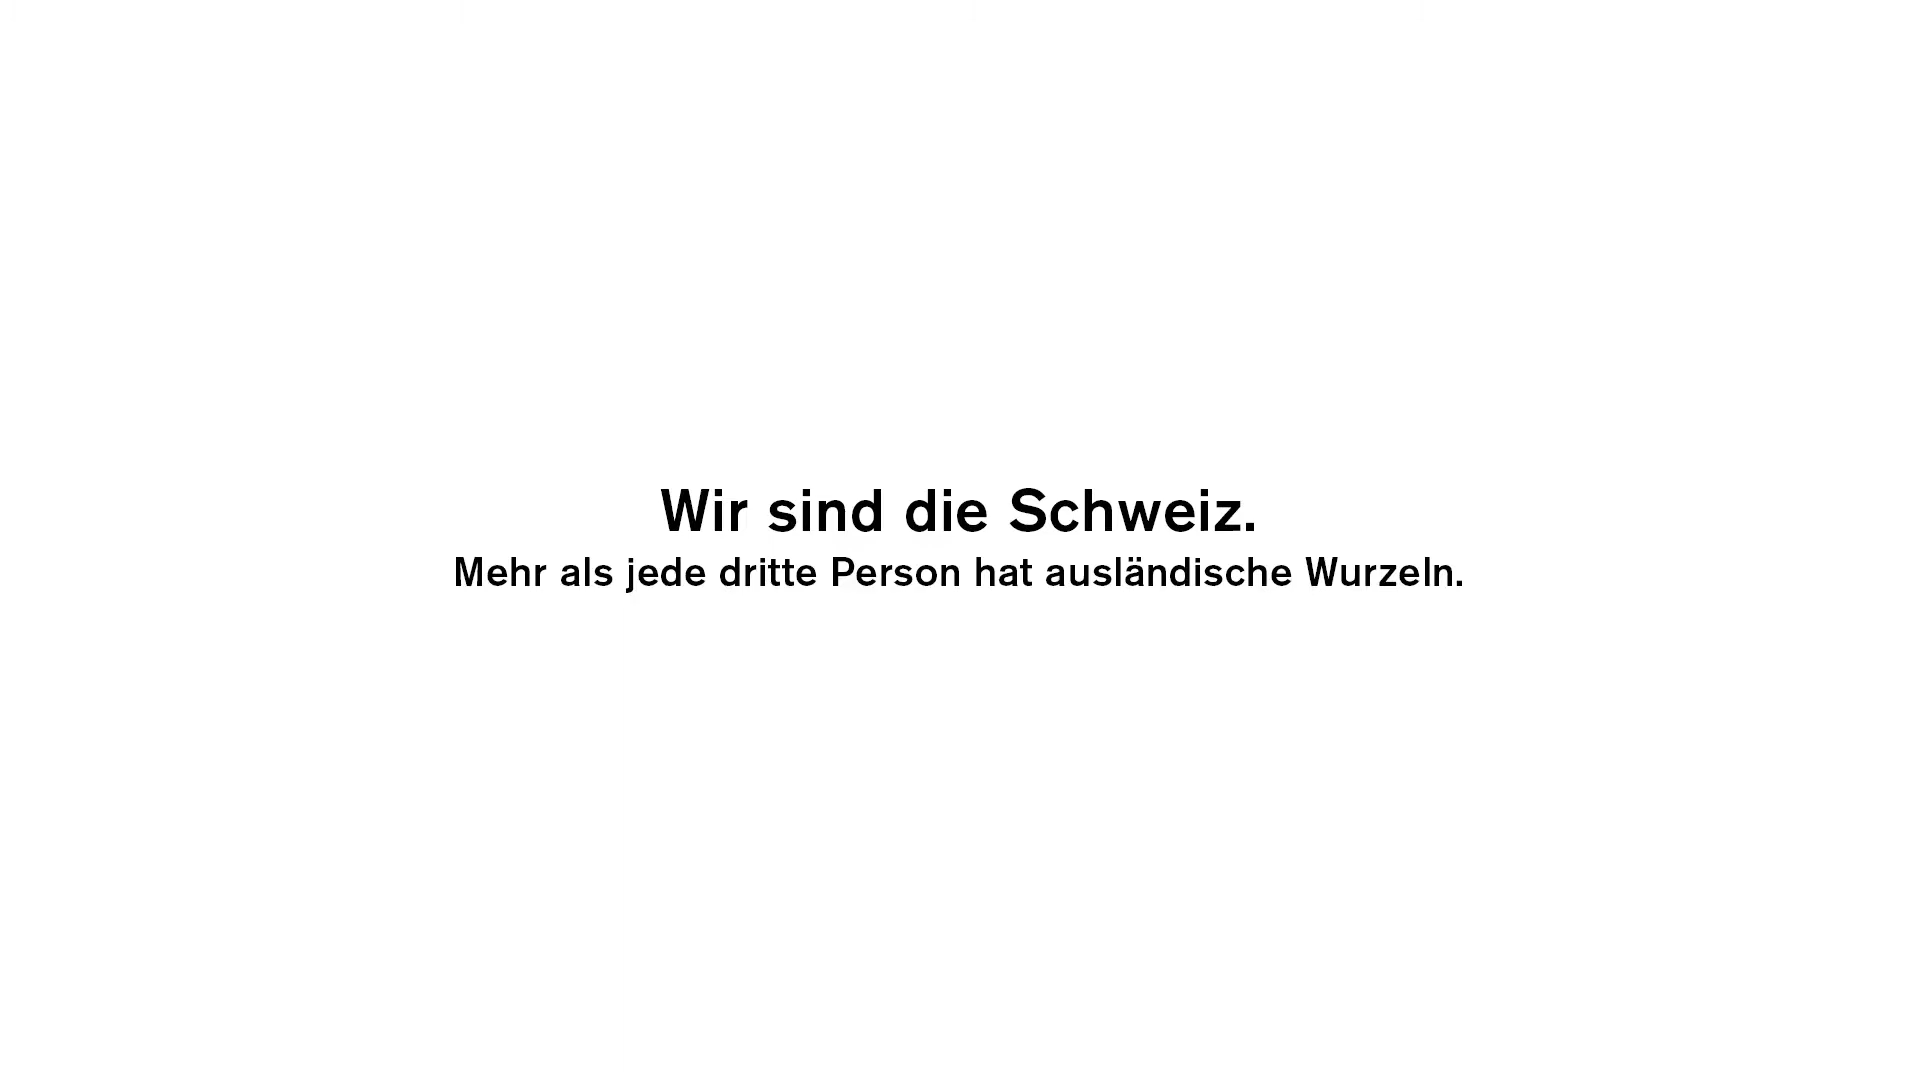 Wir sind die Schweiz.
Mehr als jede dritte Person hat ausländische Wurzeln.